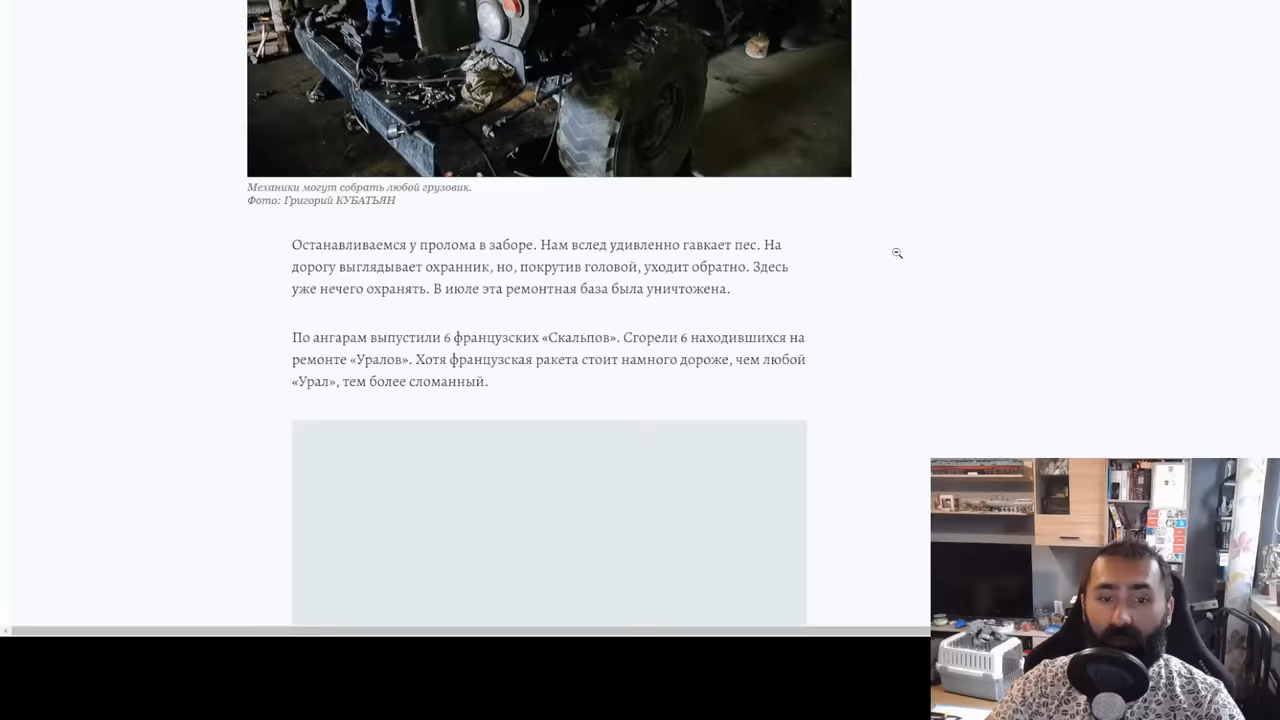 Механики могут собрать любой грузовик.
Фото: Григорий КУБАТЬЯН
Останавливаемся у пролома в заборе. Нам вслед удивленно гавкает пес. На
дорогу выглядывает охранник, но, покрутив головой, уходит обратно. Здесь
уже нечего охранять. В июле эта ремонтная база была уничтожена.
По ангарам выпустили 6 французских «Скальпов». Сгорели 6 находившихся на
ремонте «Уралов». Хотя французская ракета стоит намного дороже, чем любой
«Урал», тем более сломанный.